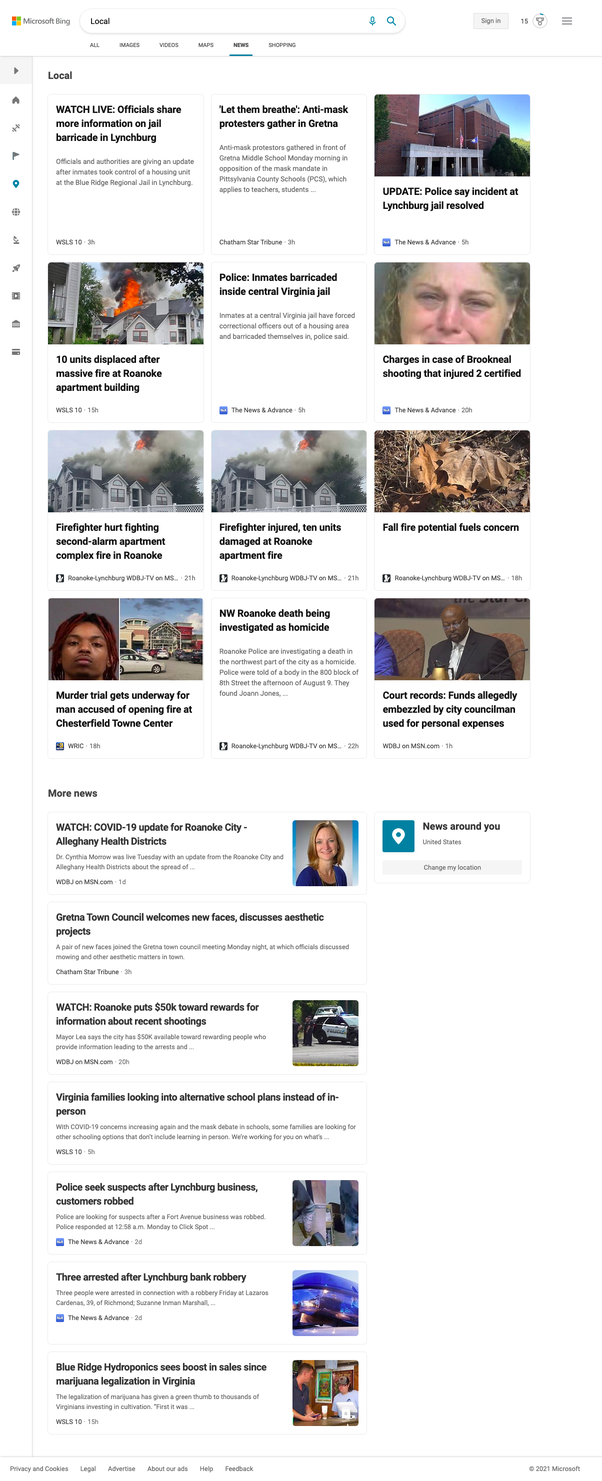 Microsoft Bing
Local
Sign in
15
ALL
IMAGES
VIDEOS
MAPS
NEWS
SHOPPING
Local
WATCH LIVE: Officials share
more information on jail
barricade in Lynchburg
Officials and authorities are giving an update
after inmates took control of a housing unit
at the Blue Ridge Regional Jail in Lynchburg.
WSLS 10 · 3h
'Let them breathe': Anti-mask
protesters gather in Gretna
Anti-mask protestors gathered in front of
Gretna Middle School Monday morning in
opposition of the mask mandate in
Pittsylvania County Schools (PCS), which
applies to teachers, students ...
Chatham Star Tribune · 3h
UPDATE: Police say incident at
Lynchburg jail resolved
The News & Advance · 5h
10 units displaced after
massive fire at Roanoke
apartment building
WSLS 10 · 15h
Police: Inmates barricaded
inside central Virginia jail
Inmates at a central Virginia jail have forced
correctional officers out of a housing area
and barricaded themselves in, police said.
The News & Advance · 5h
Charges in case of Brookneal
shooting that injured 2 certified
The News & Advance · 20h
Firefighter hurt fighting
second-alarm apartment
complex fire in Roanoke
Roanoke-Lynchburg WDBJ-TV on MS... · 21h
Firefighter injured, ten units
damaged at Roanoke
apartment fire
Roanoke-Lynchburg WDBJ-TV on MS... · 21h
Fall fire potential fuels concern
Roanoke-Lynchburg WDBJ-TV on MS... · 18h
Murder trial gets underway for
man accused of opening fire at
Chesterfield Towne Center
WRIC · 18h
NW Roanoke death being
investigated as homicide
Roanoke Police are investigating a death in
the northwest part of the city as a homicide.
Police were told of a body in the 800 block of
8th Street the afternoon of August 9. They
found Joann Jones, ...
Roanoke-Lynchburg WDBJ-TV on MS... · 22h
Court records: Funds allegedly
embezzled by city councilman
used for personal expenses
WDBJ on MSN.com · 1h
More news
WATCH: COVID-19 update for Roanoke City -
Alleghany Health Districts
Dr. Cynthia Morrow was live Tuesday with an update from the Roanoke City and
Alleghany Health Districts about the spread of ...
WDBJ on MSN.com · 1d
News around you
United States
Change my location
Gretna Town Council welcomes new faces, discusses aesthetic
projects
A pair of new faces joined the Gretna town council meeting Monday night, at which officials discussed
mowing and other aesthetic matters in town.
Chatham Star Tribune · 3h
WATCH: Roanoke puts $50k toward rewards for
information about recent shootings
Mayor Lea says the city has $50K available toward rewarding people who
provide information leading to the arrests and ...
WDBJ on MSN.com · 20h
Virginia families looking into alternative school plans instead of in-
person
With COVID-19 concerns increasing again and the mask debate in schools, some families are looking for
other schooling options that don't include learning in person. We're working for you on what's ...
WSLS 10 · 5h
Police seek suspects after Lynchburg business,
customers robbed
Police are looking for suspects after a Fort Avenue business was robbed.
Police responded at 12:58 a.m. Monday to Click Spot ...
The News & Advance · 2d
Three arrested after Lynchburg bank robbery
Three people were arrested in connection with a robbery Friday at Lazaros
Cardenas, 39, of Richmond; Suzanne Inman Marshall, ...
The News & Advance · 2d
Blue Ridge Hydroponics sees boost in sales since
marijuana legalization in Virginia
The legalization of marijuana has given a green thumb to thousands of
Virginians investing in cultivation. "First it was ...
WSLS 10 · 15h
Privacy and Cookies
Legal
Advertise
About our ads
Help
Feedback
© 2021 Microsoft